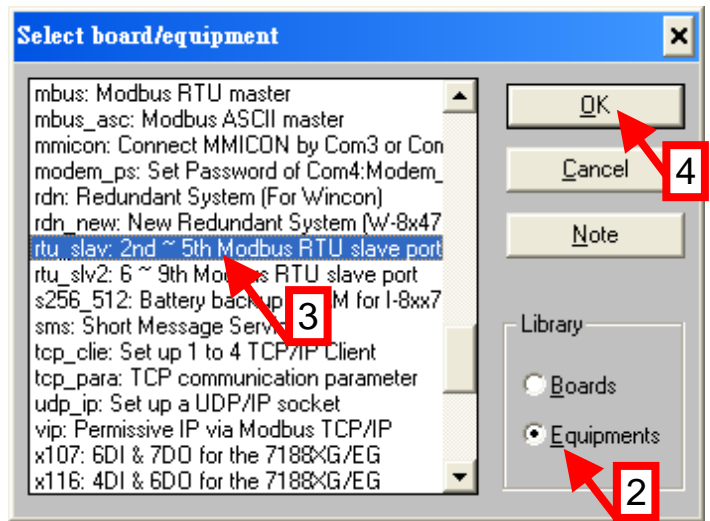 Select board/equipment
mbus: Modbus RTU master
mbus_asc: Modbus ASCII master
mmicon: Connect MMICON by Com3 or Con
modem_ps: Set Password of Com4:Modem_
rdn: Redundant System (For Wincon)
rdn_new: New Redundant System (W-8x47
rtu_slav: 2nd ~ 5th Modbus RTU slave port
rtu_slv2: 6 ~ 9th RTU slave port
s256_512: Battery backup for I-8xx7
sms: Short Message
tcp_clie: Set up 1 to 4 TCP/IP Client
tcp_para: TCP communication parameter
udp_ip: Set up a UDP/IP socket
vip: Permissive IP via Modbus TCP/IP
x107: 6DI & 7DO for the 7188XG/EG
x116: 4DI & 6DO for the 7188XG/EG
3
OK
4
Cancel
Note
Library
Boards
Equipments
2